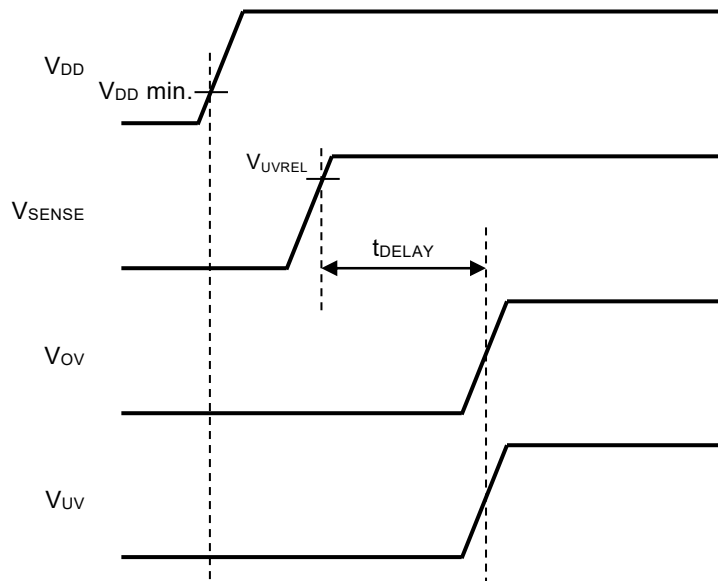 VDD
VDD min.
VUVREL
VSENSE
tDELAY
VOV
VUV